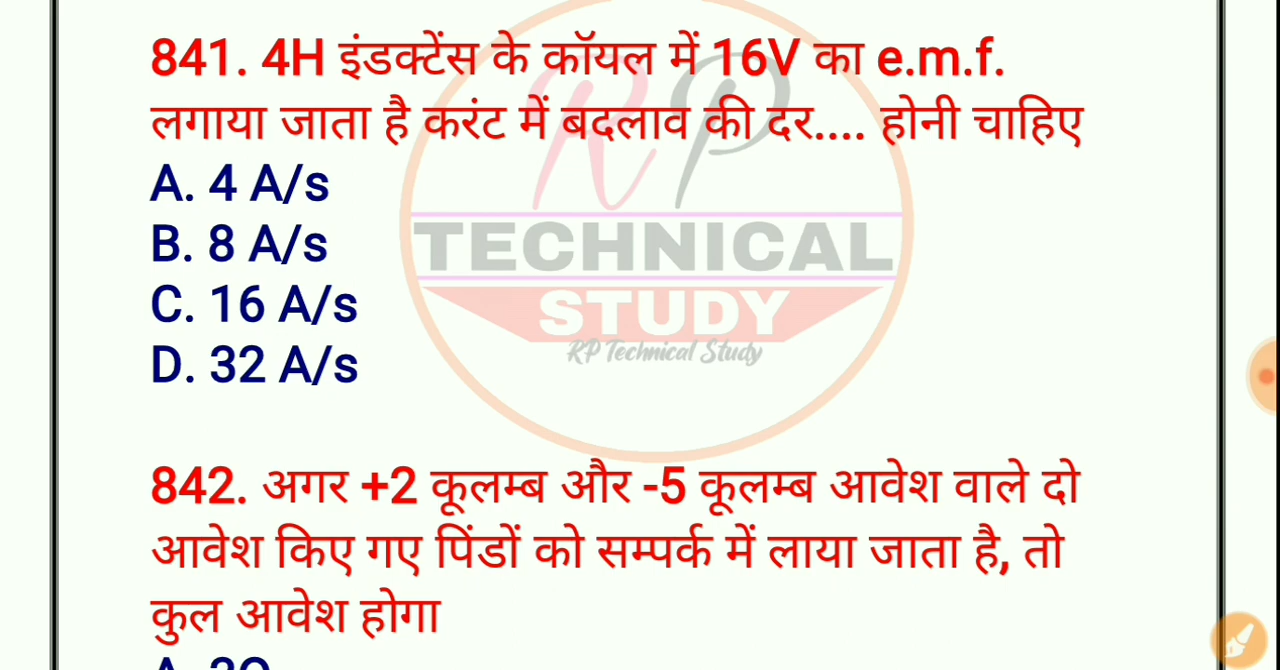 841. 4H इंडक्टेंस के कॉयल में 16V का e.m.f.
लगाया जाता है करंट में बदलाव की दर.... होनी चाहिए
A. 4 A/s
B. 8 A/s
C. 16 A/s
D. 32 A/s
RP
TECHNICAL
STUDY
RP Technical Study
842. अगर +2 कूलम्ब और -5 कूलम्ब आवेश वाले दो
आवेश किए गए पिंडों को सम्पर्क में लाया जाता है, तो
कुल आवेश होगा